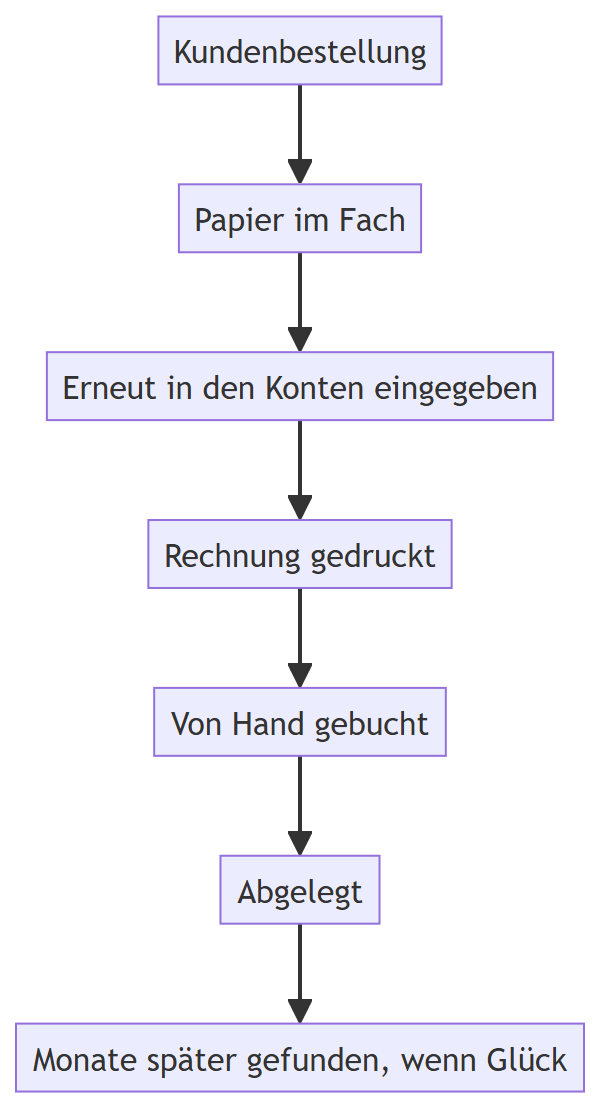 Kundenbestellung
Papier im Fach
Erneut in den Konten eingegeben
Rechnung gedruckt
Von Hand gebucht
Abgelegt
Monate später gefunden, wenn Glück